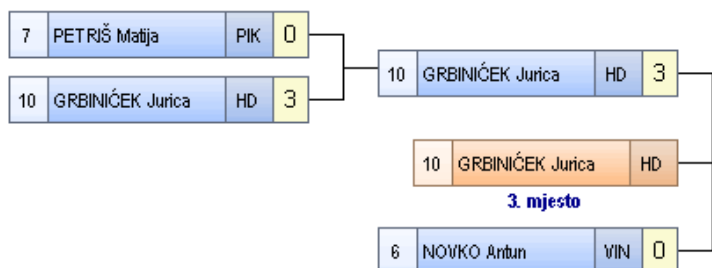 7 PETRIŠ Matija PIK 0
10 GRBINIĆEK Jurica HD 3
10 GRBINIĆEK Jurica HD 3
10 GRBINIĆEK Jurica HD
3. mjesto
6 NOVKO Antun VIN 0